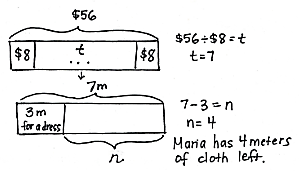 $56
$8 t $8
...
$56÷$8=t
t=7
7m
3m
for a dress
n
7-3=n
n=4
Maria has 4 meters
of cloth left.